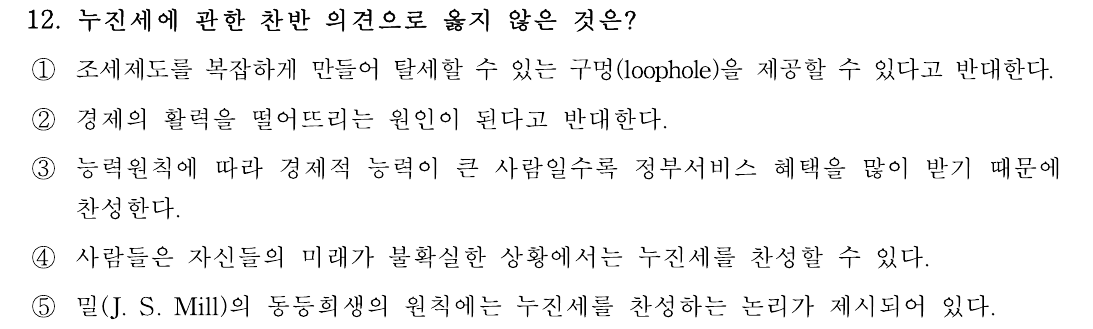 12. 누진세에 관한 찬반 의견으로 옳지 않은 것은?
① 조세제도를 복잡하게 만들어 탈세할 수 있는 구멍(loophole)을 제공할 수 있다고 반대한다.
② 경제의 활력을 떨어뜨리는 원인이 된다고 반대한다.
③ 능력원칙에 따라 경제적 능력이 큰 사람일수록 정부서비스 혜택을 많이 받기 때문에
찬성한다.
④ 사람들은 자신들의 미래가 불확실한 상황에서는 누진세를 찬성할 수 있다.
⑤ 밀(J. S. Mill)의 동등희생의 원칙에는 누진세를 찬성하는 논리가 제시되어 있다.